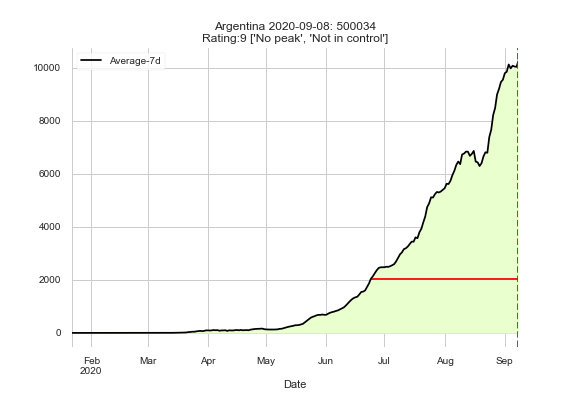 Argentina 2020-09-08: 500034
Rating:9 ['No peak', 'Not in control']
Average-7d
10000
8000
6000
4000
2000
0
Feb Mar Apr May Jun Jul Aug Sep
2020
Date